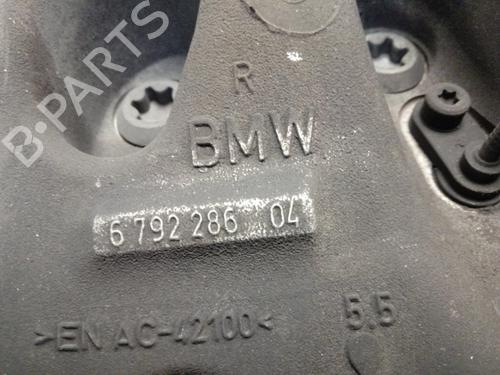 B-PARTS
R
BMW
6 792 286 04
>EN AC-42100<
5.5